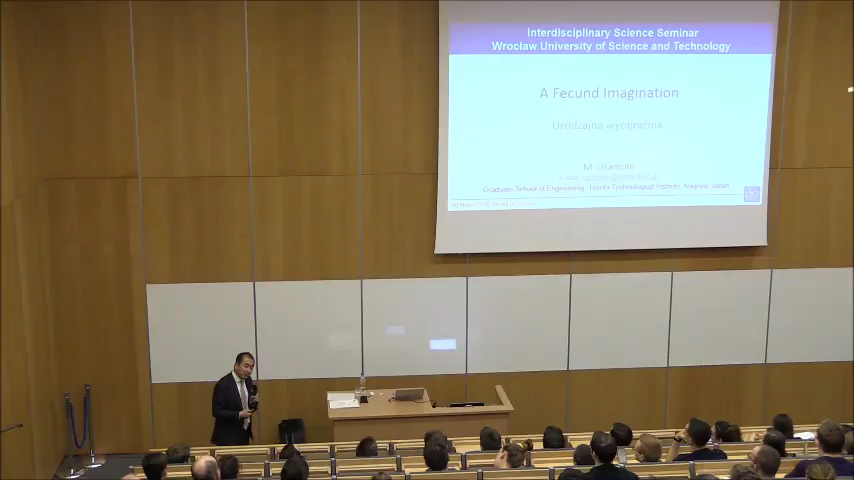 Interdisciplinary Science Seminar
Wrocław University of Science and Technology
A Fecund Imagination
Urodzajna wyobraźnia
M. Okamoto
Graduate School of Engineering, Toyota Technological Institute, Nagoya, Japan